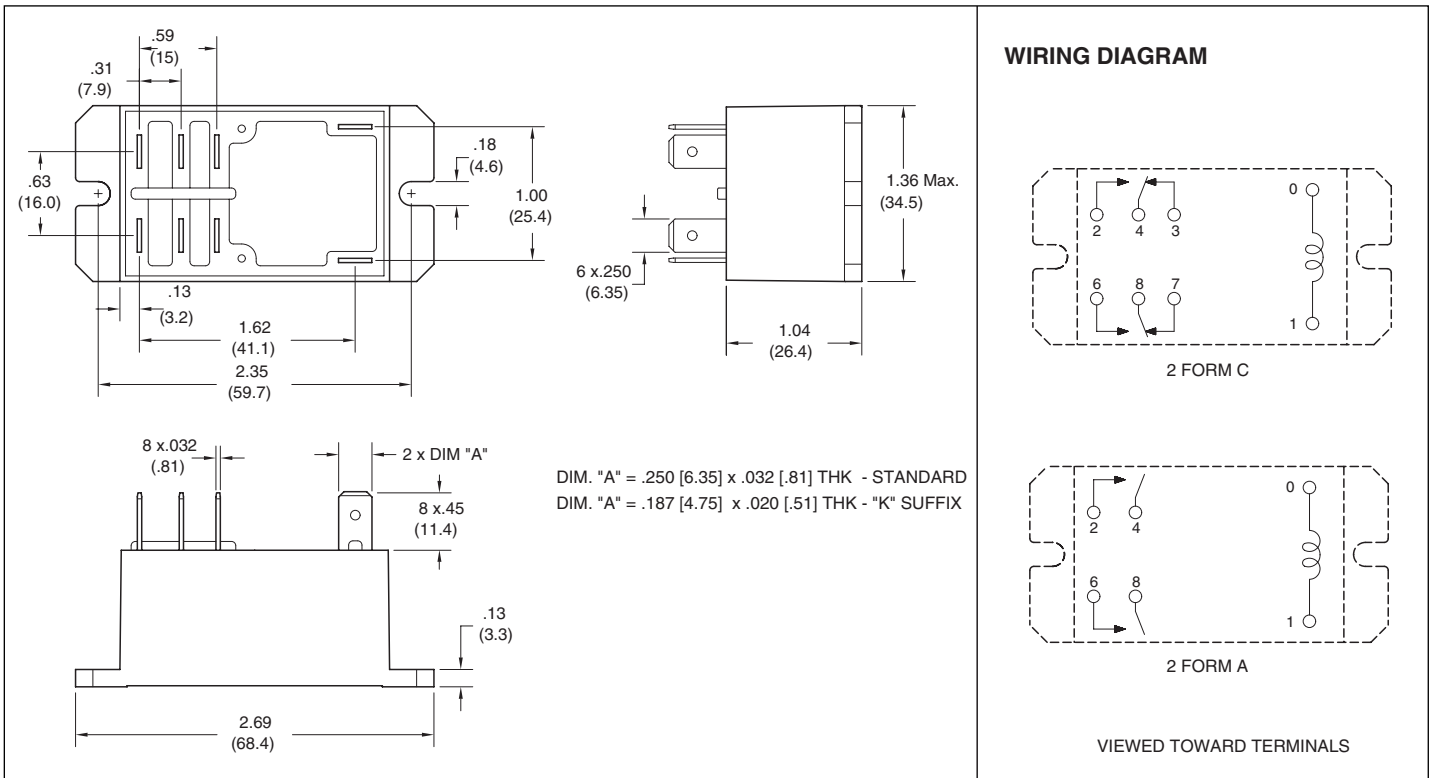 .59
(15)
.31
(7.9)
.63
(16.0)
.18
(4.6)
1.00
(25.4)
.13
(3.2)
1.62
(41.1)
2.35
(59.7)
1.36 Max.
(34.5)
6 x.250
(6.35)
1.04
(26.4)
8 x.032
(.81)
2 x DIM "A"
8 x.45
(11.4)
.13
(3.3)
2.69
(68.4)
DIM. "A" = .250 [6.35] x .032 [.81] THK - STANDARD
DIM. "A" = .187 [4.75] x .020 [.51] THK - "K" SUFFIX
WIRING DIAGRAM
0
2 4 3
6 8 7
1
2 FORM C
0
2 4
6 8
1
2 FORM A
VIEWED TOWARD TERMINALS